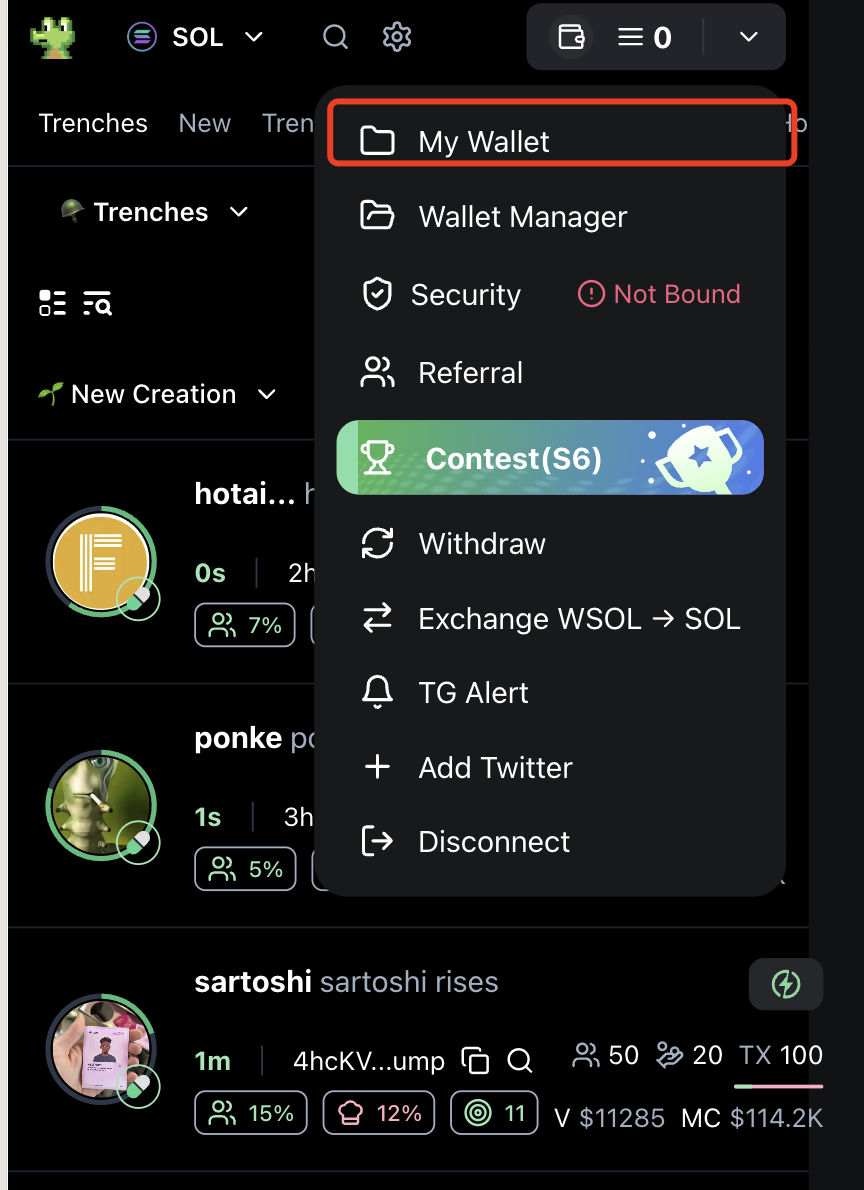 SOL
0
Trenches New Tren
My Wallet
Trenches
Wallet Manager
Security Not Bound
Referral
New Creation
Contest(S6)
hotai...
Withdraw
0s 2h
Exchange WSOL → SOL
7%
TG Alert
ponke
Add Twitter
1s 3h
Disconnect
5%
sartoshi sartoshi rises
1m 4hcKV...ump 50 20 TX 100
15% 12% 11 V $11285 MC $114.2K